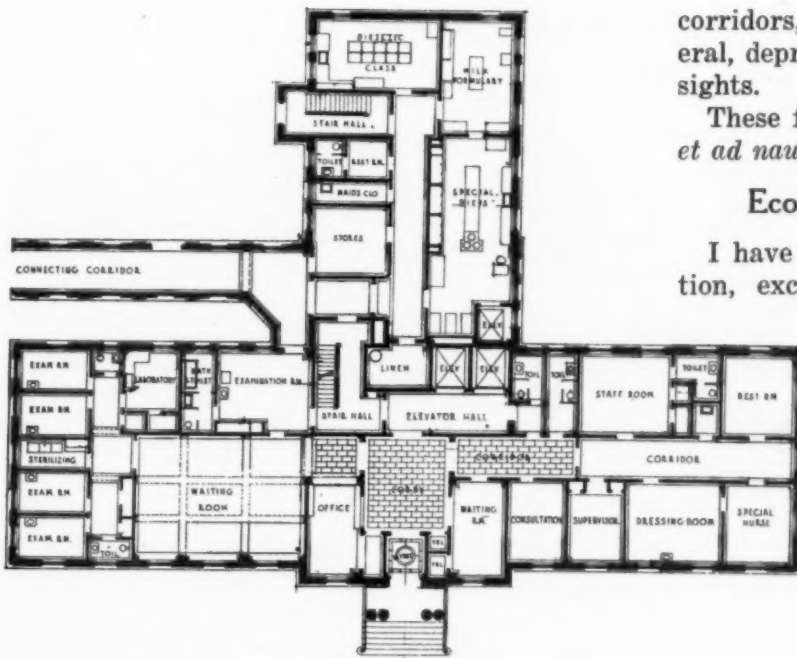 corridors,
eral, depr
sights.
These f
et ad nau
Eco
I have
tion, exc
DIETETIC
CLASS
MILK
FORMULARY
STAIR HALL
TOILET
REST RM.
MAIDS CLO
SPECIAL
DIETS
STORES
CONNECTING CORRIDOR
ELEV
EXAM RM.
LABORATORY
BATH
TOILET
EXAMINATION RM.
LINEN
ELEV
ELEV
TOIL
TOIL
STAFF ROOM
TOILET
REST RM
EXAM RM.
STAIR HALL
ELEVATOR HALL
STERILIZING
CORRIDOR
CORRIDOR
WAITING
ROOM
LOBBY
EXAM RM
OFFICE
WAITING
RM.
CONSULTATION
SUPERVISOR
DRESSING ROOM
SPECIAL
NURSE
EXAM RM.
TOIL
VEST
TEL
TEL